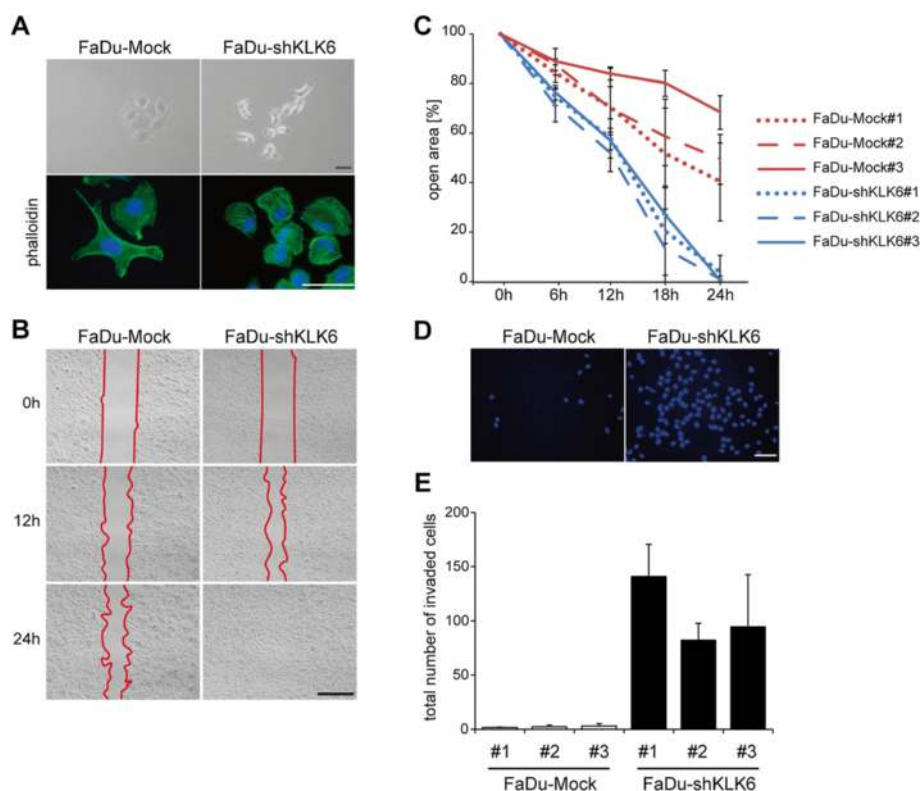 A
FaDu-Mock FaDu-shKLK6
phalloidin
B
FaDu-Mock FaDu-shKLK6
0h
12h
24h
C
100
80
60
40
20
0
open area [%]
0h 6h 12h 18h 24h
FaDu-Mock#1
FaDu-Mock#2
FaDu-Mock#3
FaDu-shKLK6#1
FaDu-shKLK6#2
FaDu-shKLK6#3
D
FaDu-Mock FaDu-shKLK6
E
200
150
100
50
0
total number of invaded cells
#1 #2 #3 #1 #2 #3
FaDu-Mock FaDu-shKLK6